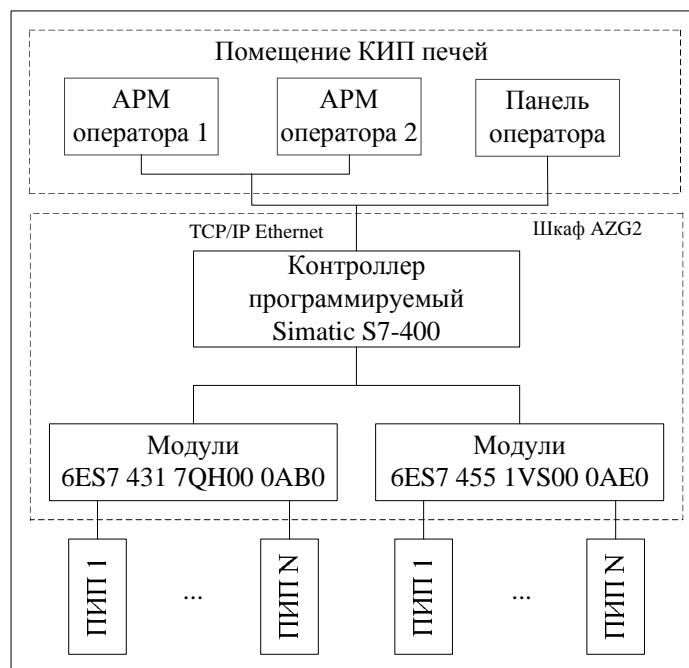 Помещение КИП печей
АРМ
оператора 1
АРМ
оператора 2
Панель
оператора
TCP/IP Ethernet
Шкаф AZG2
Контроллер
программируемый
Simatic S7-400
Модули
6ES7 431 7QH00 0AB0
Модули
6ES7 455 1VS00 0AE0
ПИП 1
...
ПИП N
ПИП 1
...
ПИП N